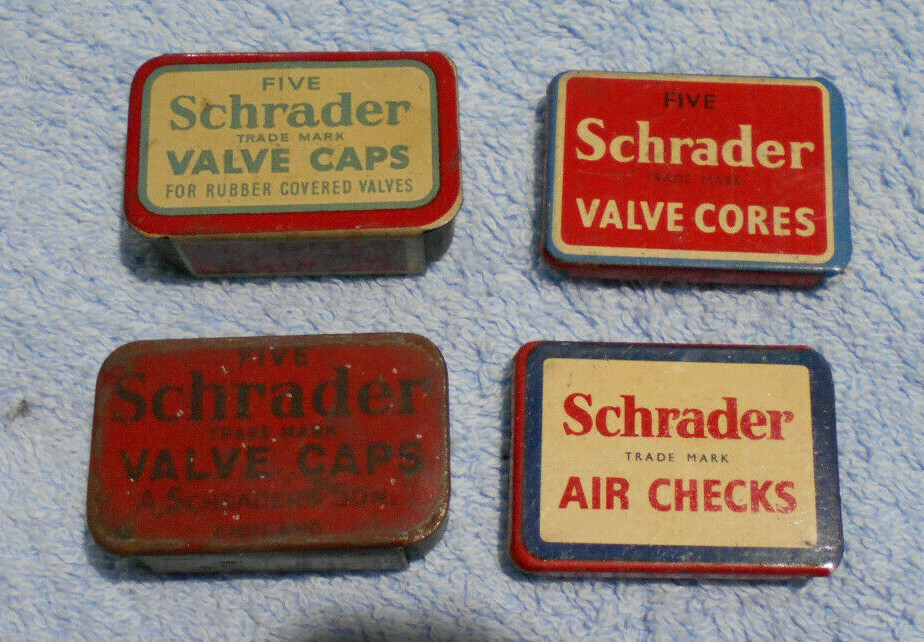 FIVE
Schrader
TRADE MARK
VALVE CAPS
FOR RUBBER COVERED VALVES
FIVE
Schrader
TRADE MARK
VALVE CORES
FIVE
Schrader
TRADE MARK
VALVE CAPS
A. SCHRADER'S SON.
ENGLAND
Schrader
TRADE MARK
AIR CHECKS